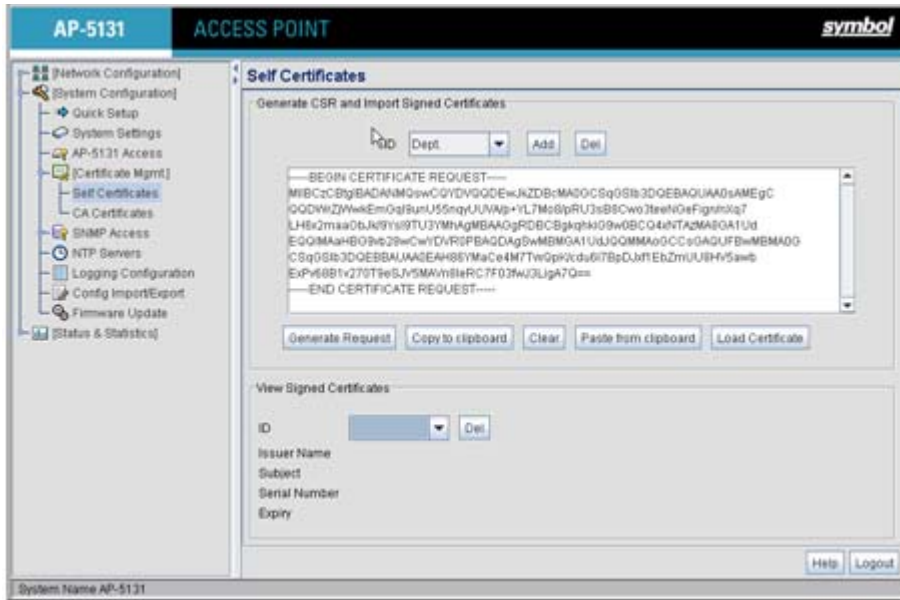 AP-5131
ACCESS POINT
symbol
[Network Configuration]
[System Configuration]
Quick Setup
System Settings
AP-5131 Access
[Certificate Mgmt]
Self Certificates
CA Certificates
SNMP Access
NTP Servers
Logging Configuration
Config Import/Export
Firmware Update
[Status & Statistics]
Self Certificates
Generate CSR and Import Signed Certificates
ID Dept. Add Del
-----BEGIN CERTIFICATE REQUEST-----
-----END CERTIFICATE REQUEST-----
Generate Request Copy to clipboard Clear Paste from clipboard Load Certificate
View Signed Certificates
ID Del
Issuer Name
Subject
Serial Number
Expiry
Help Logout
System Name AP-5131